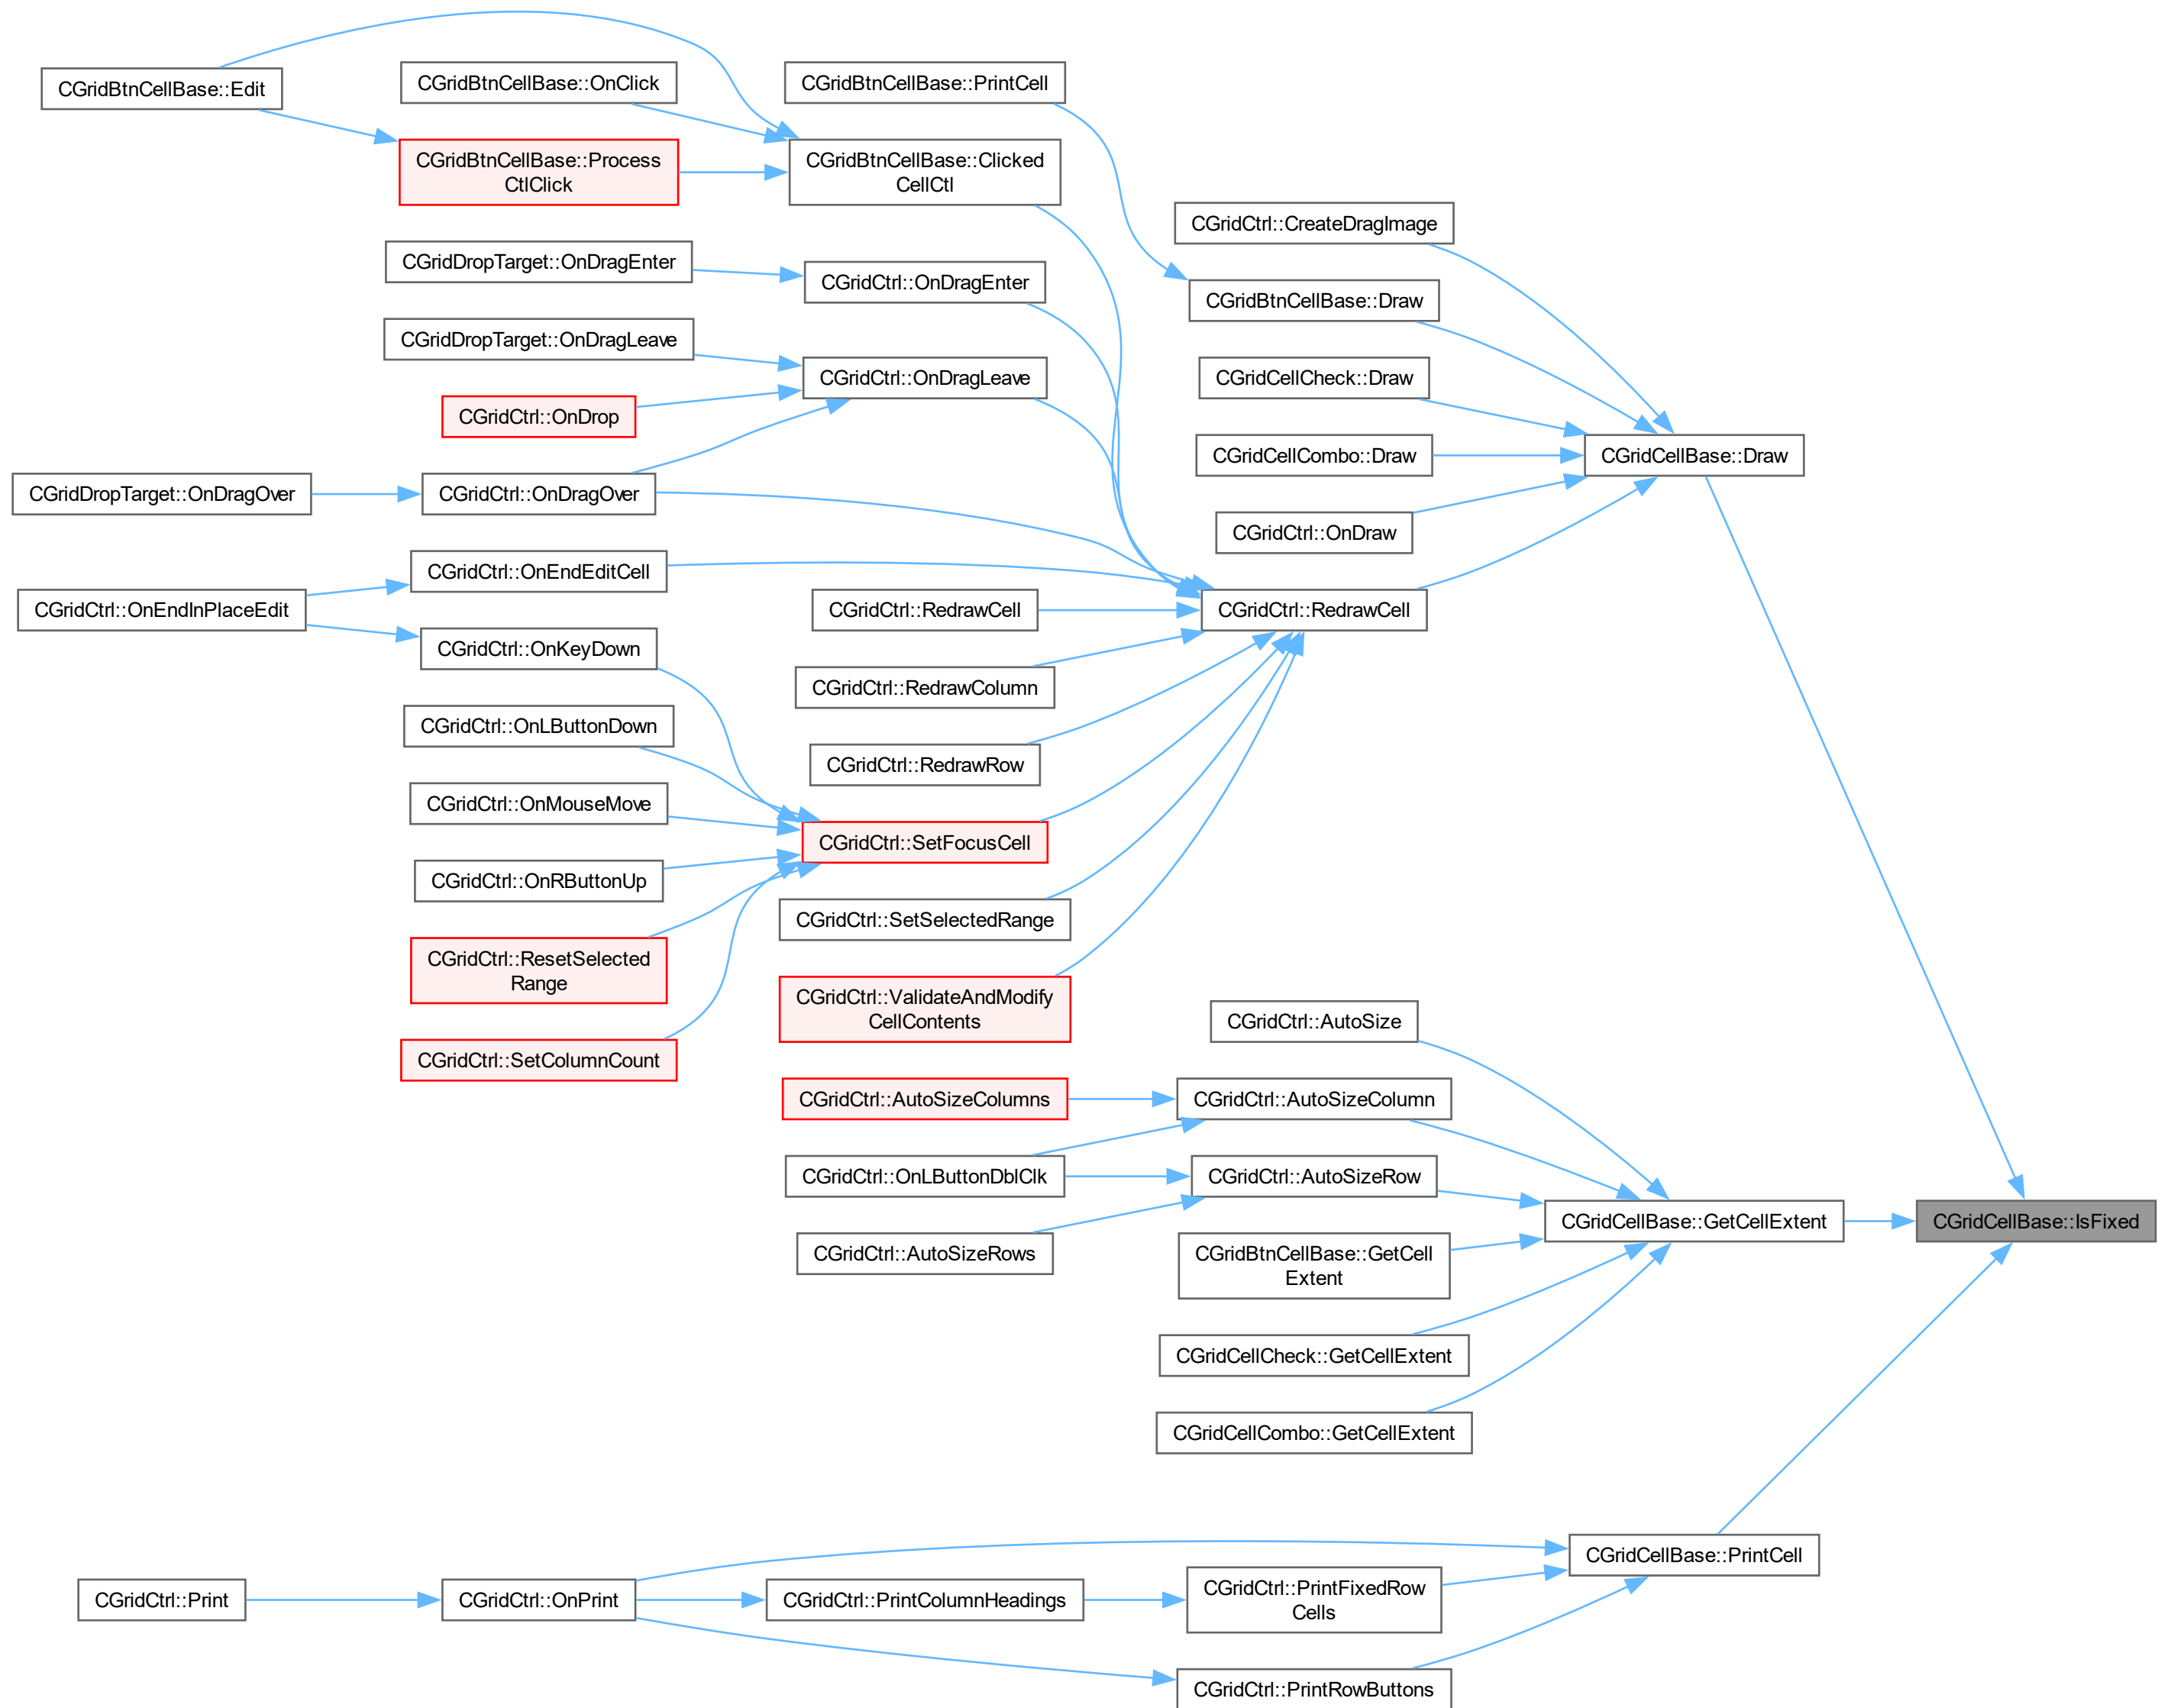 CGridBtnCellBase::Edit
CGridBtnCellBase::OnClick
CGridBtnCellBase::PrintCell
CGridBtnCellBase::Process
CtlClick
CGridBtnCellBase::Clicked
CellCtl
CGridCtrl::CreateDragImage
CGridDropTarget::OnDragEnter
CGridCtrl::OnDragEnter
CGridBtnCellBase::Draw
CGridDropTarget::OnDragLeave
CGridCtrl::OnDragLeave
CGridCellCheck::Draw
CGridCtrl::OnDrop
CGridCellCombo::Draw
CGridCellBase::Draw
CGridDropTarget::OnDragOver
CGridCtrl::OnDragOver
CGridCtrl::OnDraw
CGridCtrl::OnEndEditCell
CGridCtrl::OnEndInPlaceEdit
CGridCtrl::RedrawCell
CGridCtrl::RedrawCell
CGridCtrl::OnKeyDown
CGridCtrl::RedrawColumn
CGridCtrl::OnLButtonDown
CGridCtrl::RedrawRow
CGridCtrl::OnMouseMove
CGridCtrl::SetFocusCell
CGridCtrl::OnRButtonUp
CGridCtrl::SetSelectedRange
CGridCtrl::ResetSelected
Range
CGridCtrl::ValidateAndModify
CellContents
CGridCtrl::AutoSize
CGridCtrl::SetColumnCount
CGridCtrl::AutoSizeColumns
CGridCtrl::AutoSizeColumn
CGridCtrl::OnLButtonDblClk
CGridCtrl::AutoSizeRow
CGridCellBase::GetCellExtent
CGridCellBase::IsFixed
CGridCtrl::AutoSizeRows
CGridBtnCellBase::GetCell
Extent
CGridCellCheck::GetCellExtent
CGridCellCombo::GetCellExtent
CGridCellBase::PrintCell
CGridCtrl::Print
CGridCtrl::OnPrint
CGridCtrl::PrintColumnHeadings
CGridCtrl::PrintFixedRow
Cells
CGridCtrl::PrintRowButtons